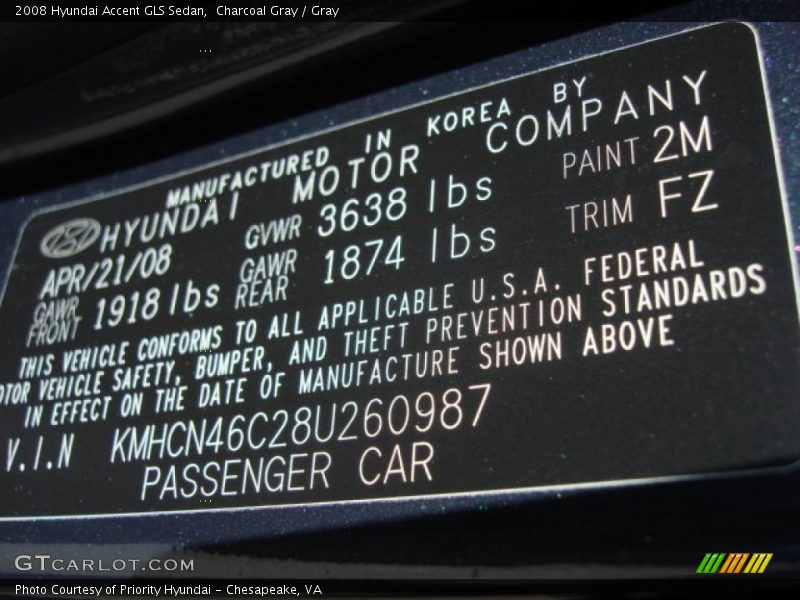 2008 Hyundai Accent GLS Sedan,  Charcoal Gray / Gray
MANUFACTURED IN KOREA BY
HYUNDAI MOTOR COMPANY
APR/21/08 GVWR 3638 lbs PAINT 2M
GAWR FRONT 1918 lbs GAWR REAR 1874 lbs TRIM FZ
THIS VEHICLE CONFORMS TO ALL APPLICABLE U.S.A. FEDERAL
OTOR VEHICLE SAFETY, BUMPER, AND THEFT PREVENTION STANDARDS
IN EFFECT ON THE DATE OF MANUFACTURE SHOWN ABOVE
V.I.N KMHCN46C28U260987
PASSENGER CAR
GTCARLOT.COM
Photo Courtesy of Priority Hyundai - Chesapeake, VA